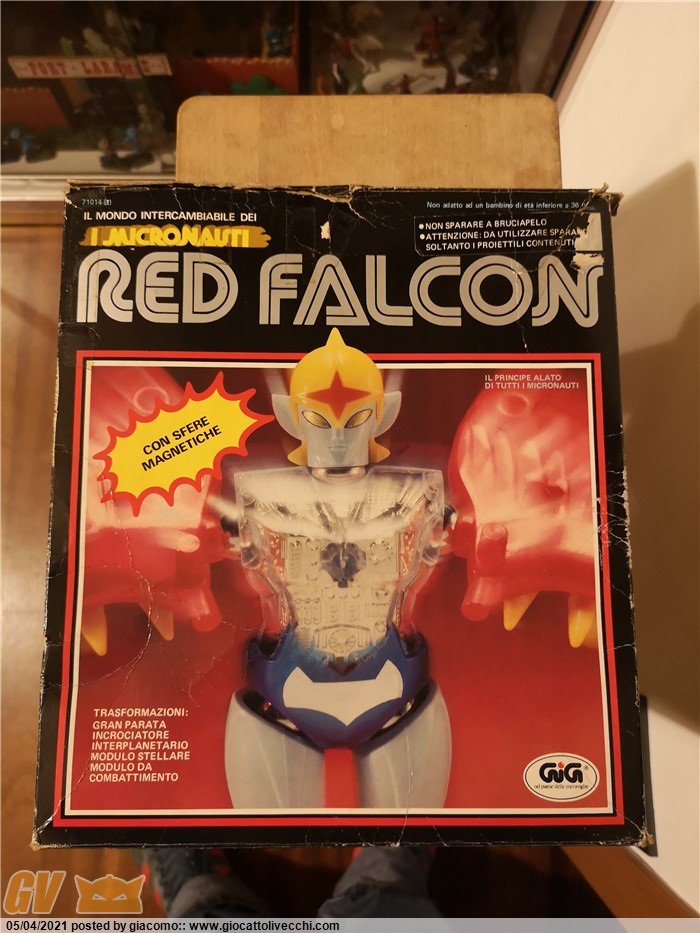 FORT LARAMIE
71014
Non adatto ad un bambino di età inferiore a 36
IL MONDO INTERCAMBIABILE DEI
I MICRONAUTI
• NON SPARARE A BRUCIAPELO
• ATTENZIONE: DA UTILIZZARE
SOLTANTO I PROIETTILI
RED FALCON
IL PRINCIPE ALATO
DI TUTTI I MICRONAUTI
CON SFERE
MAGNETICHE
TRASFORMAZIONI:
GRAN PARATA
INCROCIATORE
INTERPLANETARIO
MODULO STELLARE
MODULO DA
COMBATTIMENTO
GiG®
nel paese delle meraviglie
GV
05/04/2021 posted by giacomo:: www.giocattolivecchi.com